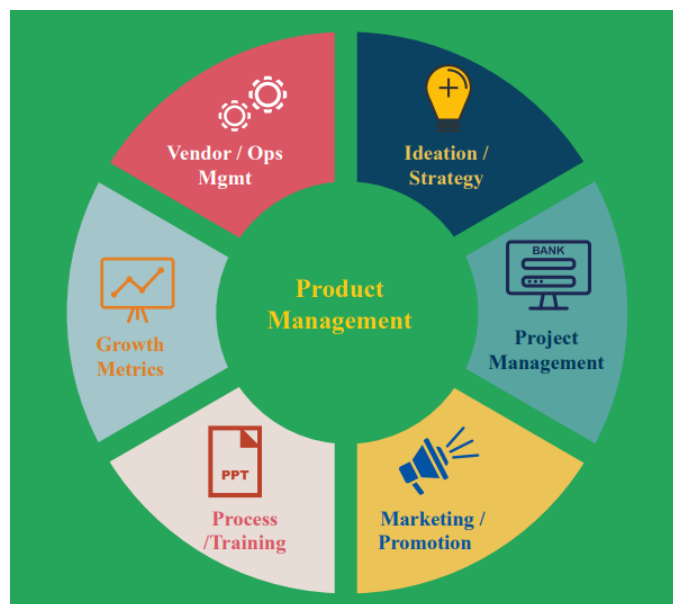 Vendor / Ops
Mgmt
Ideation /
Strategy
BANK
Project
Management
Marketing /
Promotion
PPT
Process
/Training
Growth
Metrics
Product
Management